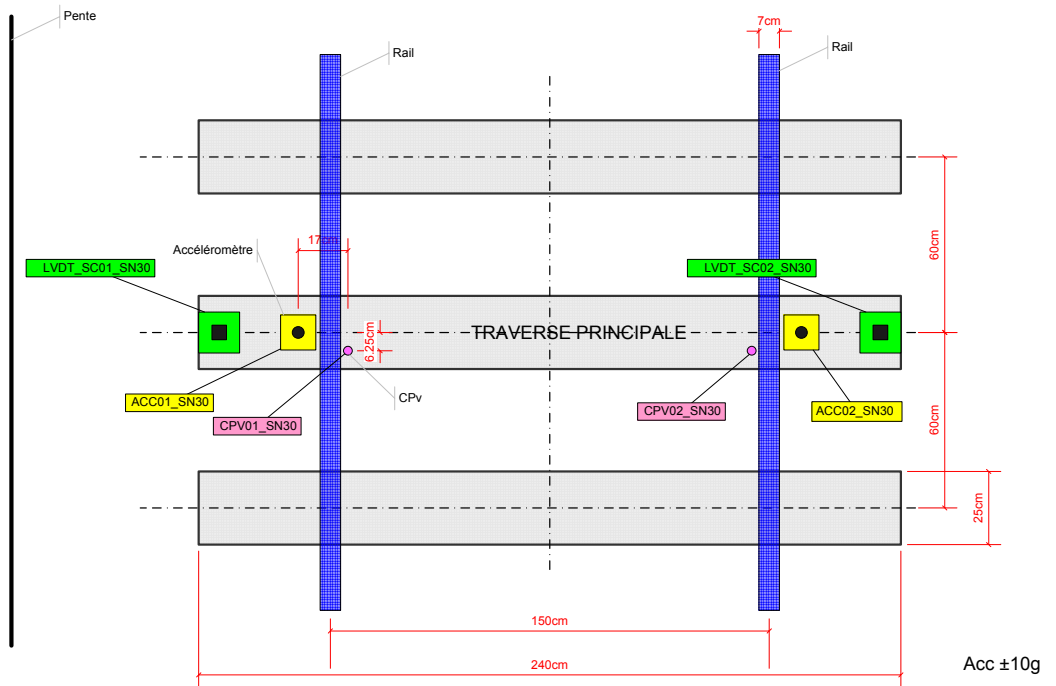 Pente
7cm
Rail
Rail
Accéléromètre
17cm
60cm
LVDT_SC01_SN30
LVDT_SC02_SN30
TRAVERSE PRINCIPALE
6.25cm
CPv
ACC01_SN30
CPV01_SN30
CPV02_SN30
ACC02_SN30
60cm
25cm
150cm
240cm
Acc ±10g